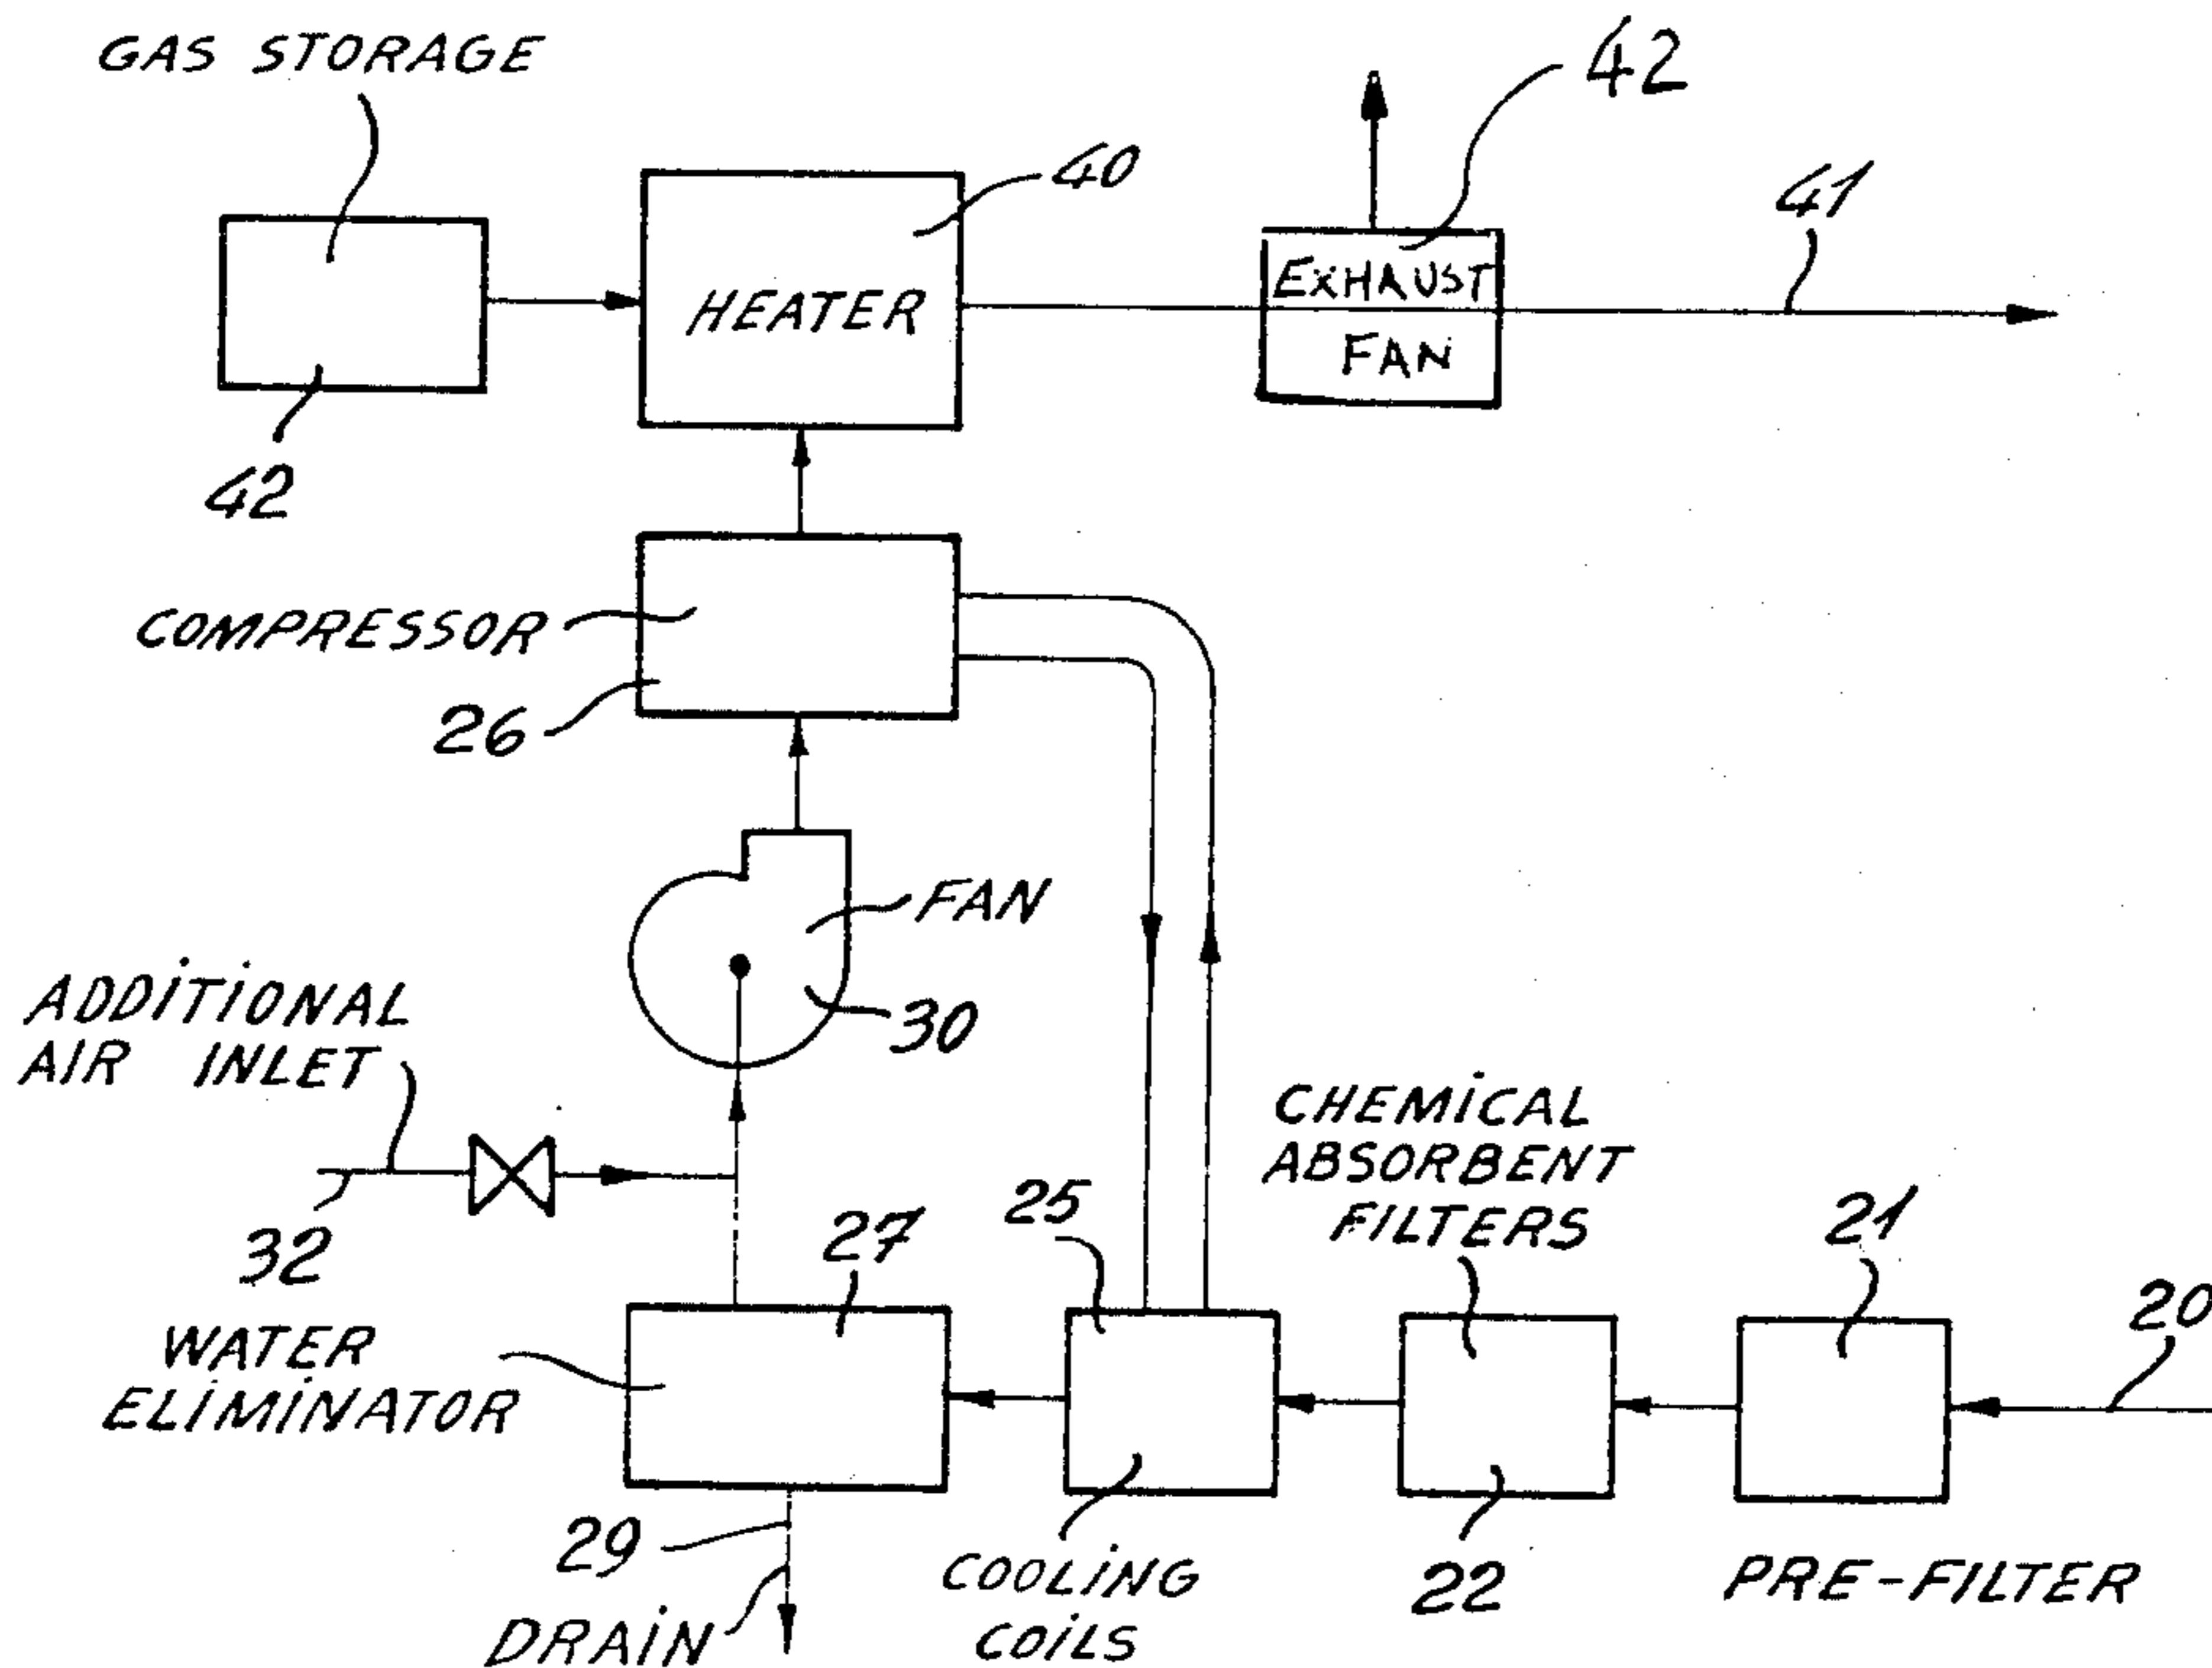 GAS STORAGE
42
40
41
HEATER
EXHAUST
FAN
42
COMPRESSOR
26
FAN
30
ADDITIONAL
AIR INLET
32
CHEMICAL
ABSORBENT
FILTERS
25
27
21
20
WATER
ELIMINATOR
29
DRAIN
COOLING
COILS
22
PRE-FILTER